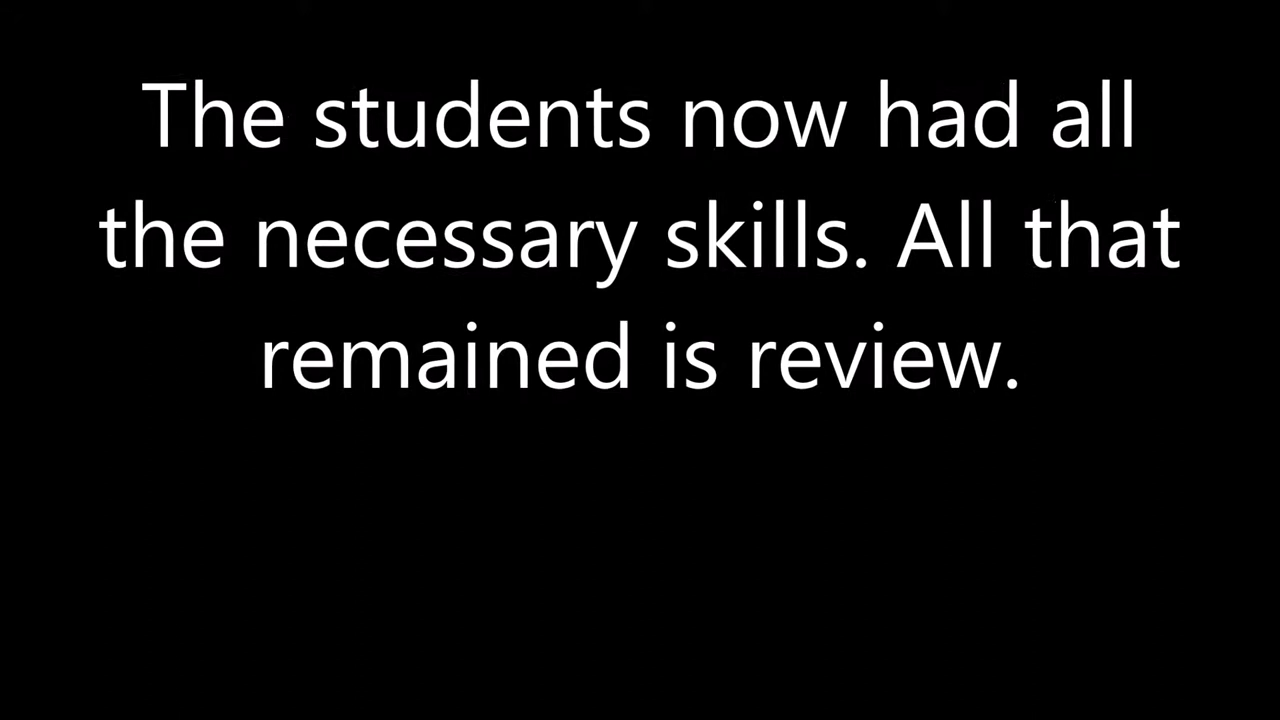 The students now had all
the necessary skills. All that
remained is review.